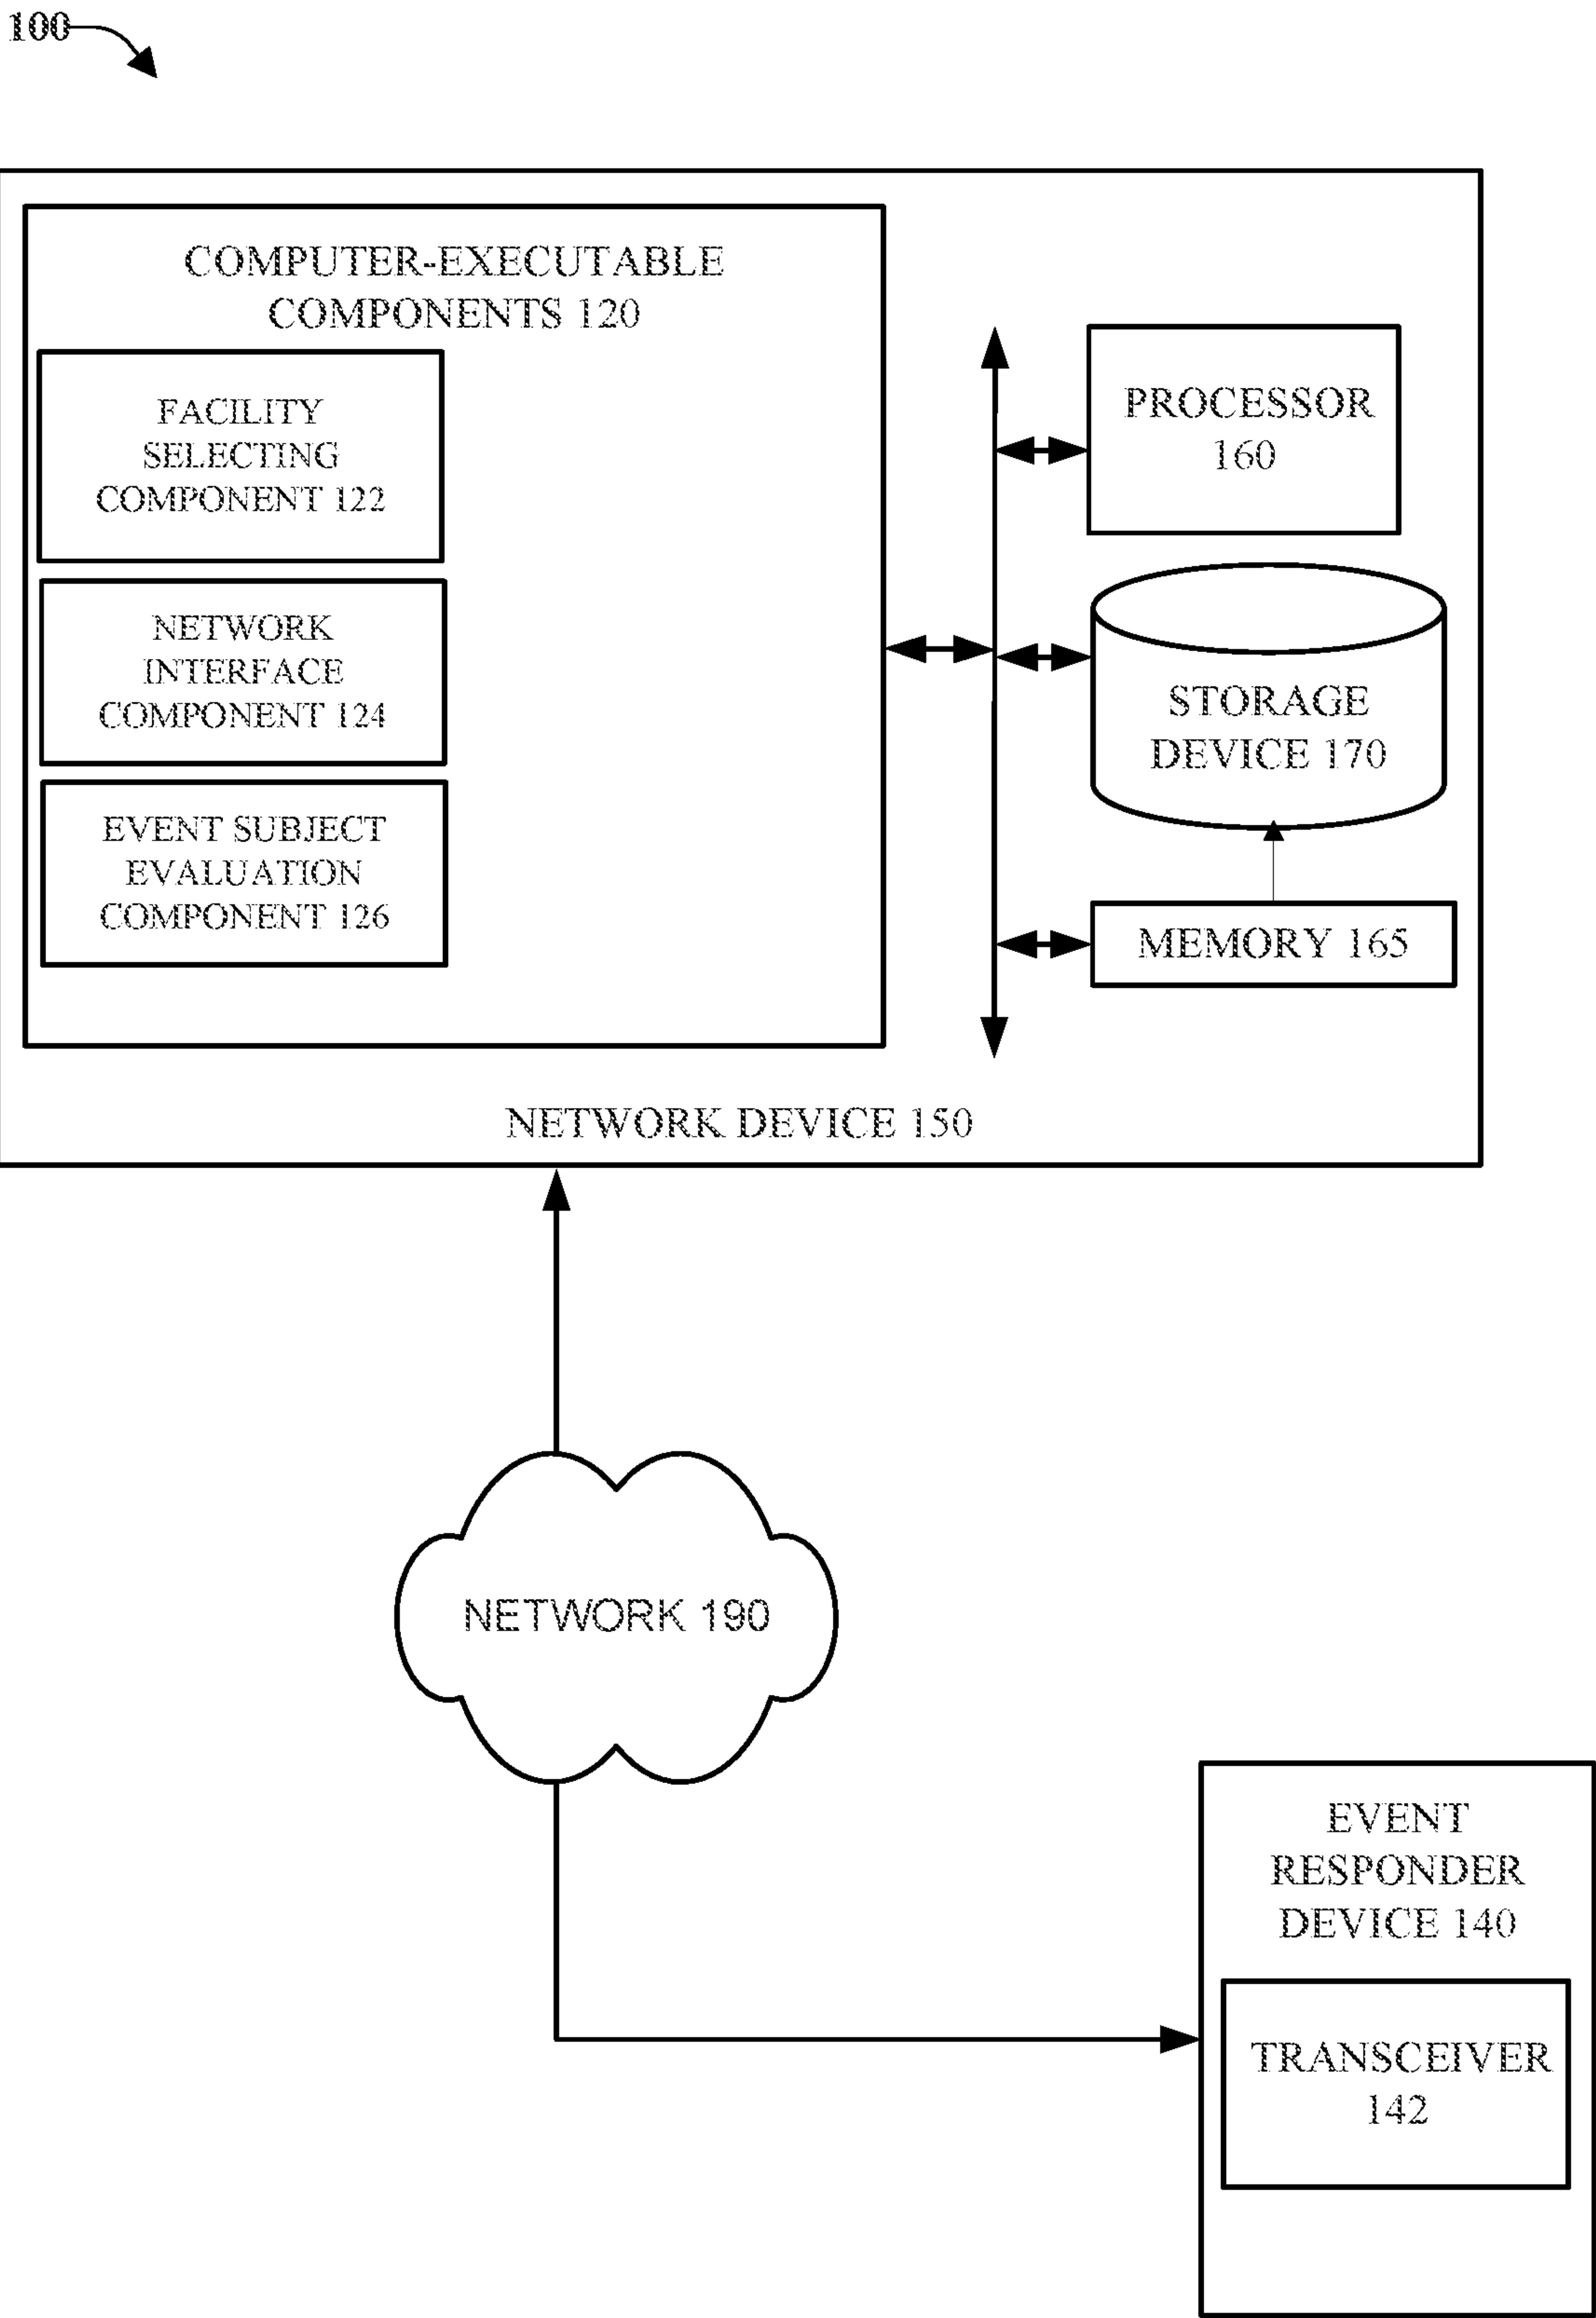 100
COMPUTER-EXECUTABLE
COMPONENTS 120
FACILITY
SELECTING
COMPONENT 122
NETWORK
INTERFACE
COMPONENT 124
EVENT SUBJECT
EVALUATION
COMPONENT 126
PROCESSOR
160
STORAGE
DEVICE 170
MEMORY 165
NETWORK DEVICE 150
NETWORK 190
EVENT
RESPONDER
DEVICE 140
TRANSCEIVER
142